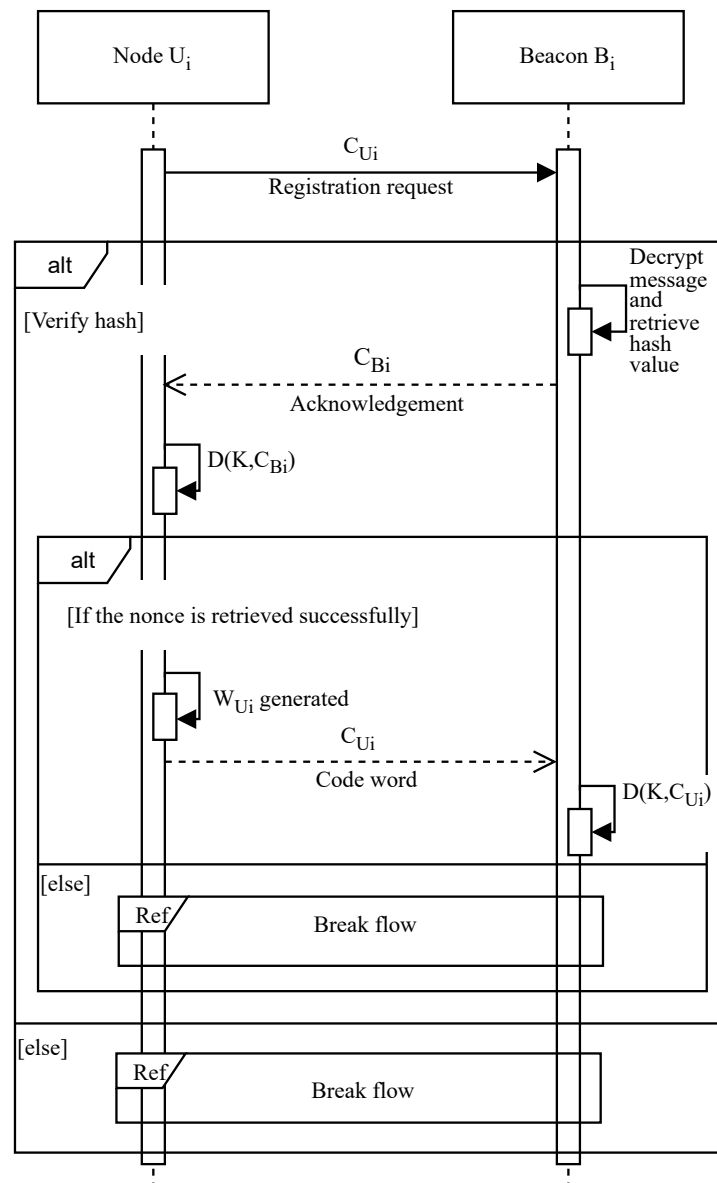 Node Ui
Beacon Bi
CUi
Registration request
alt
Decrypt
message
and
retrieve
hash
value
[Verify hash]
CBi
Acknowledgement
D(K,CBi)
alt
[If the nonce is retrieved successfully]
WUi generated
CUi
Code word
D(K,CUi)
[else]
Ref
Break flow
[else]
Ref
Break flow